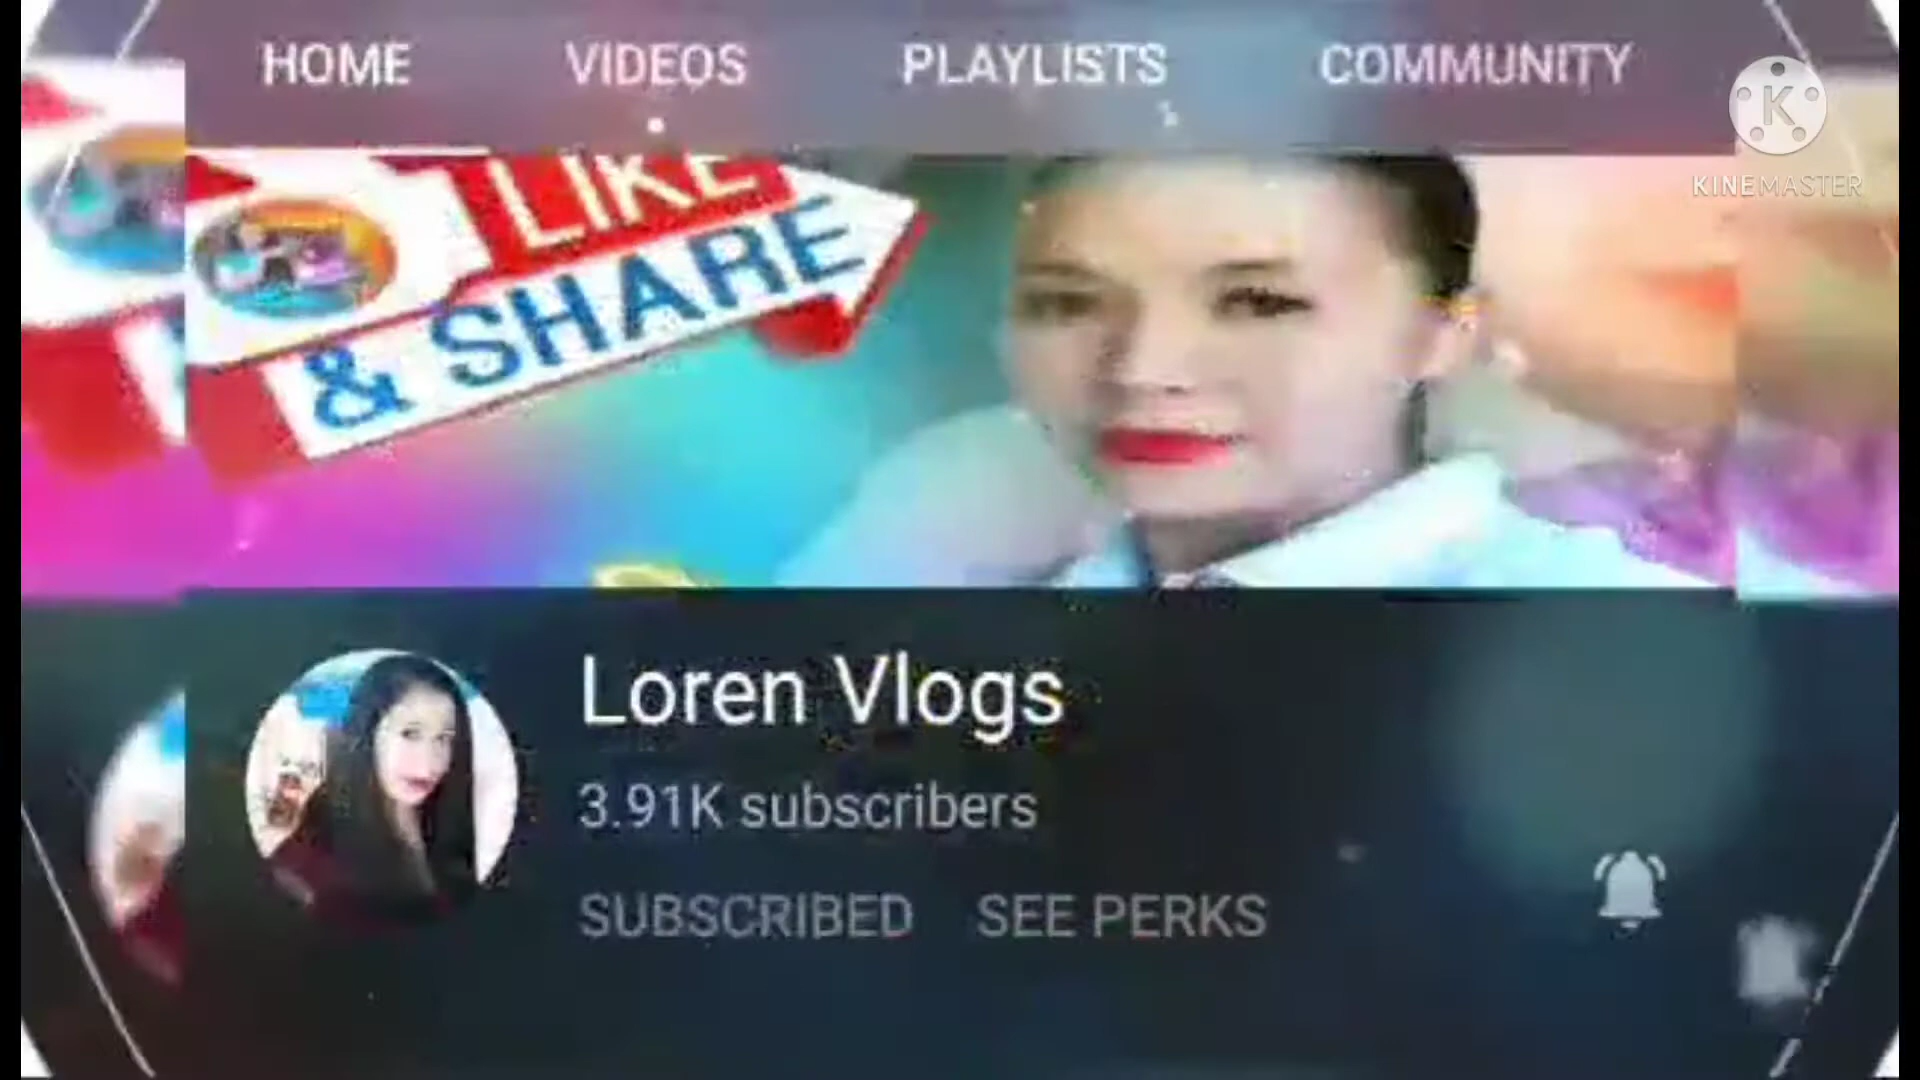 HOME VIDEOS PLAYLISTS COMMUNITY
KINEMASTER
LIKE
& SHARE
Loren Vlogs
3.91K subscribers
SUBSCRIBED SEE PERKS